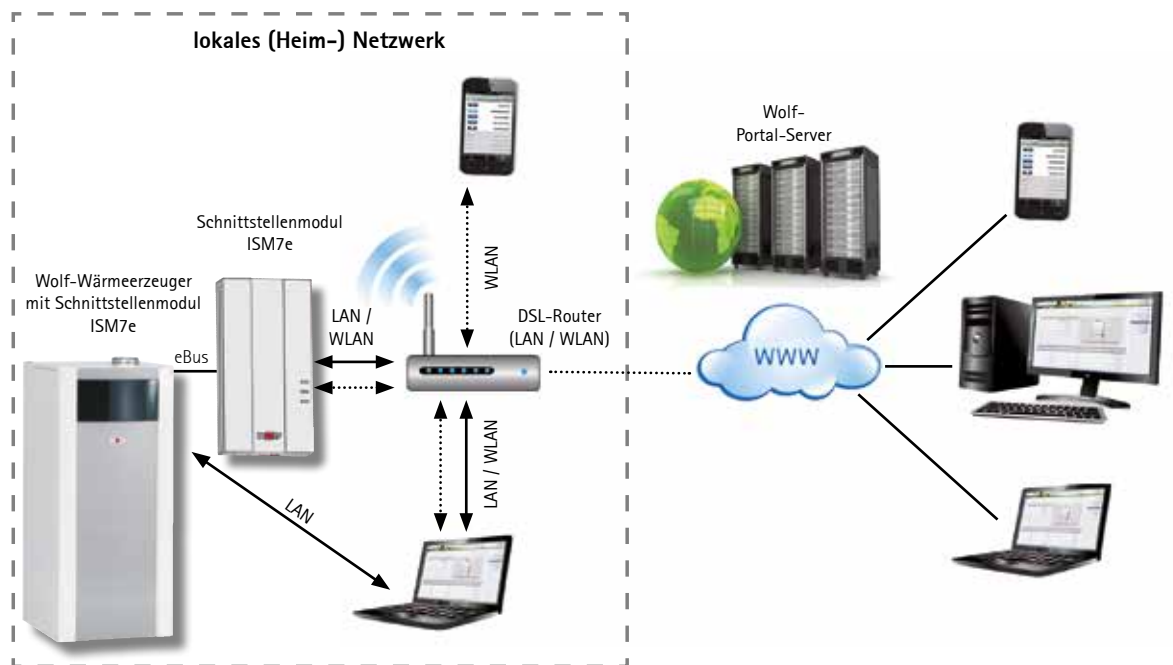 lokales (Heim-) Netzwerk
Wolf-
Portal-Server
Schnittstellenmodul
ISM7e
WLAN
Wolf-Wärmeerzeuger
mit Schnittstellenmodul
ISM7e
LAN /
WLAN
DSL-Router
(LAN / WLAN)
eBus
WWW
LAN / WLAN
LAN